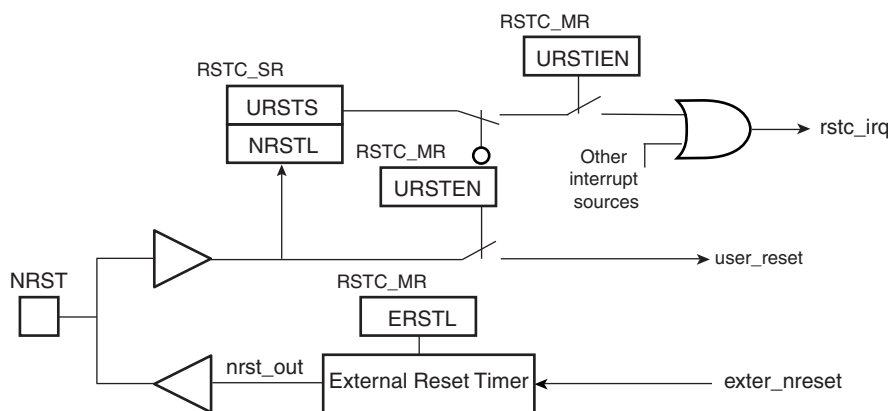 RSTC_MR
URSTIEN
RSTC_SR
URSTS
NRSTL
RSTC_MR
URSTEN
rstc_irq
Other
interrupt
sources
user_reset
NRST
RSTC_MR
ERSTL
nrst_out
External Reset Timer
exter_nreset